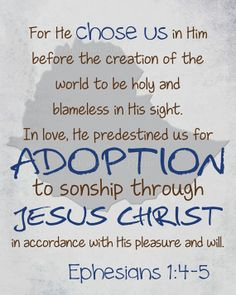 For He chose us in Him
before the creation of the
world to be holy and
blameless in His sight.
In love, He predestined us for
ADOPTION
to sonship through
JESUS CHRIST
in accordance with His pleasure and will.
Ephesians 1:4-5